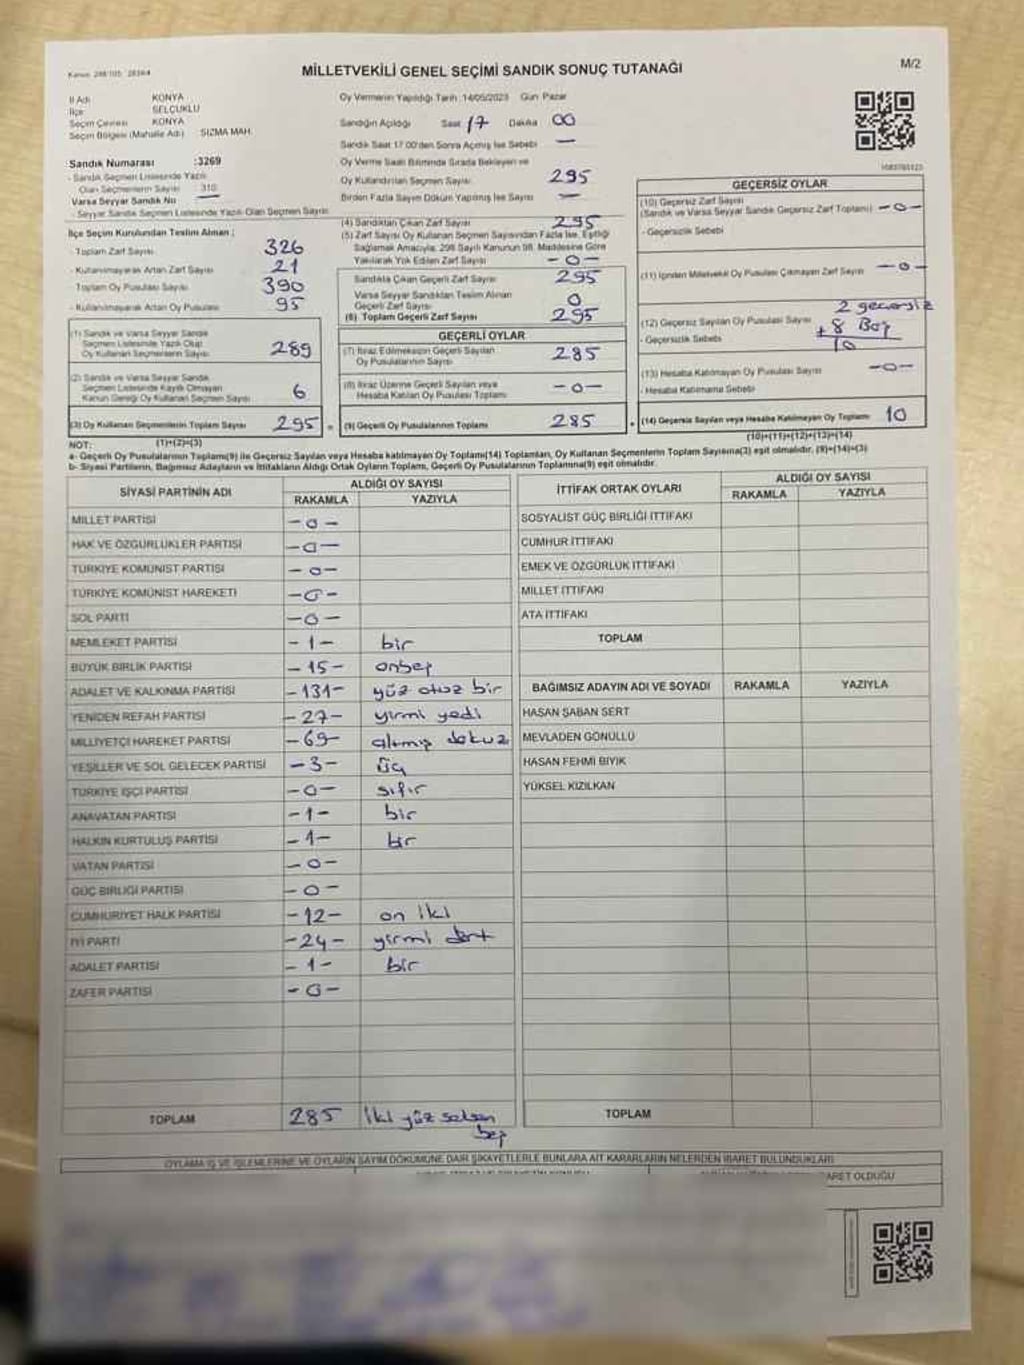 Kanun: 298/105, 2839/4
MİLLETVEKİLİ GENEL SEÇİMİ SANDIK SONUÇ TUTANAĞI
M/2
İl Adı KONYA
İlçe SELÇUKLU
Seçim Çevresi KONYA
Seçim Bölgesi (Mahalle Adı) SIZMA MAH.
Oy Vermenin Yapıldığı Tarih :14/05/2023 Gün: Pazar
Sandığın Açıldığı Saat 17 Dakika 00
Sandık Saat 17:00'den Sonra Açılmış İse Sebebi —
Sandık Numarası :3269
- Sandık Seçmen Listesinde Yazılı
Olan Seçmenlerin Sayısı 310
Varsa Seyyar Sandık No —
- Seyyar Sandık Seçmen Listesinde Yazılı Olan Seçmen Sayısı
Oy Verme Saati Bitiminde Sırada Bekleyen ve
Oy Kullandırılan Seçmen Sayısı 295
Birden Fazla Sayım Döküm Yapılmış İse Sayısı —
İlçe Seçim Kurulundan Teslim Alınan ;
- Toplam Zarf Sayısı 326
- Kullanılmayarak Artan Zarf Sayısı 21
- Toplam Oy Pusulası Sayısı 390
- Kullanılmayarak Artan Oy Pusulası 95
(1) Sandık ve Varsa Seyyar Sandık
Seçmen Listesinde Yazılı Olup
Oy Kullanan Seçmenlerin Sayısı 289
(2) Sandık ve Varsa Seyyar Sandık
Seçmen Listesinde Kayıtlı Olmayan
Kanun Gereği Oy Kullanan Seçmen Sayısı 6
(3) Oy Kullanan Seçmenlerin Toplam Sayısı 295 =
(4) Sandıktan Çıkan Zarf Sayısı 295
(5) Zarf Sayısı Oy Kullanan Seçmen Sayısından Fazla İse, Eşitliği
Sağlamak Amacıyla, 298 Sayılı Kanunun 98. Maddesine Göre
Yakılarak Yok Edilen Zarf Sayısı -0-
Sandıkta Çıkan Geçerli Zarf Sayısı 295
Varsa Seyyar Sandıktan Teslim Alınan
Geçerli Zarf Sayısı 0
(6) Toplam Geçerli Zarf Sayısı 295
GEÇERLİ OYLAR
(7) İtiraz Edilmeksizin Geçerli Sayılan
Oy Pusulalarının Sayısı 285
(8) İtiraz Üzerine Geçerli Sayılan veya
Hesaba Katılan Oy Pusulası Toplamı -0-
(9) Geçerli Oy Pusulalarının Toplamı 285 +
GEÇERSİZ OYLAR
(10) Geçersiz Zarf Sayısı
(Sandık ve Varsa Seyyar Sandık Geçersiz Zarf Toplamı) -0-
- Geçersizlik Sebebi
(11) İçinden Milletvekili Oy Pusulası Çıkmayan Zarf Sayısı -0-
(12) Geçersiz Sayılan Oy Pusulası Sayısı 2 geçersiz
- Geçersizlik Sebebi + 8 Boş
10
(13) Hesaba Katılmayan Oy Pusulası Sayısı -0-
- Hesaba Katılmama Sebebi
(14) Geçersiz Sayılan veya Hesaba Katılmayan Oy Toplamı 10
NOT: (1)+(2)=(3)
(10)+(11)+(12)+(13)=(14)
a- Geçerli Oy Pusulasının Toplamı(9) ile Geçersiz Sayılan veya Hesaba katılmayan Oy Toplamı(14) Toplamları, Oy Kullanan Seçmenlerin Toplam Sayısına(3) eşit olmalıdır. (9)+(14)=(3)
b- Siyasi Partilerin, Bağımsız Adayların ve İttifakların Aldığı Ortak Oyların Toplamı, Geçerli Oy Pusulalarının Toplamına(9) eşit olmalıdır.
SİYASİ PARTİNİN ADI ALDIĞI OY SAYISI
RAKAMLA YAZIYLA
MİLLET PARTİSİ -0-
HAK VE ÖZGÜRLÜKLER PARTİSİ -0-
TÜRKİYE KOMÜNİST PARTİSİ -0-
TÜRKİYE KOMÜNİST HAREKETİ -0-
SOL PARTİ -0-
MEMLEKET PARTİSİ -1- bir
BÜYÜK BİRLİK PARTİSİ -15- onbeş
ADALET VE KALKINMA PARTİSİ -131- yüz otuz bir
YENİDEN REFAH PARTİSİ -27- yirmi yedi
MİLLİYETÇİ HAREKET PARTİSİ -69- altmış dokuz
YEŞİLLER VE SOL GELECEK PARTİSİ -3- üç
TÜRKİYE İŞÇİ PARTİSİ -0- sıfır
ANAVATAN PARTİSİ -1- bir
HALKIN KURTULUŞ PARTİSİ -1- bir
VATAN PARTİSİ -0-
GÜÇ BİRLİĞİ PARTİSİ -0-
CUMHURİYET HALK PARTİSİ -12- on iki
İYİ PARTİ -24- yirmi dört
ADALET PARTİSİ -1- bir
ZAFER PARTİSİ -0-
TOPLAM 285 İki yüz seksen
beş
İTTİFAK ORTAK OYLARI ALDIĞI OY SAYISI
RAKAMLA YAZIYLA
SOSYALİST GÜÇ BİRLİĞİ İTTİFAKI
CUMHUR İTTİFAKI
EMEK VE ÖZGÜRLÜK İTTİFAKI
MİLLET İTTİFAKI
ATA İTTİFAKI
TOPLAM
BAĞIMSIZ ADAYIN ADI VE SOYADI RAKAMLA YAZIYLA
HASAN ŞABAN SERT
MEVLADEN GÖNÜLLÜ
HASAN FEHMİ BIYIK
YÜKSEL KIZILKAN
TOPLAM
OYLAMA İŞ VE İŞLEMLERİNE VE OYLARIN SAYIM DÖKÜMÜNE DAİR ŞİKAYETLERLE BUNLARA AİT KARARLARIN NELERDEN İBARET BULUNDUKLARI
OLDUĞU